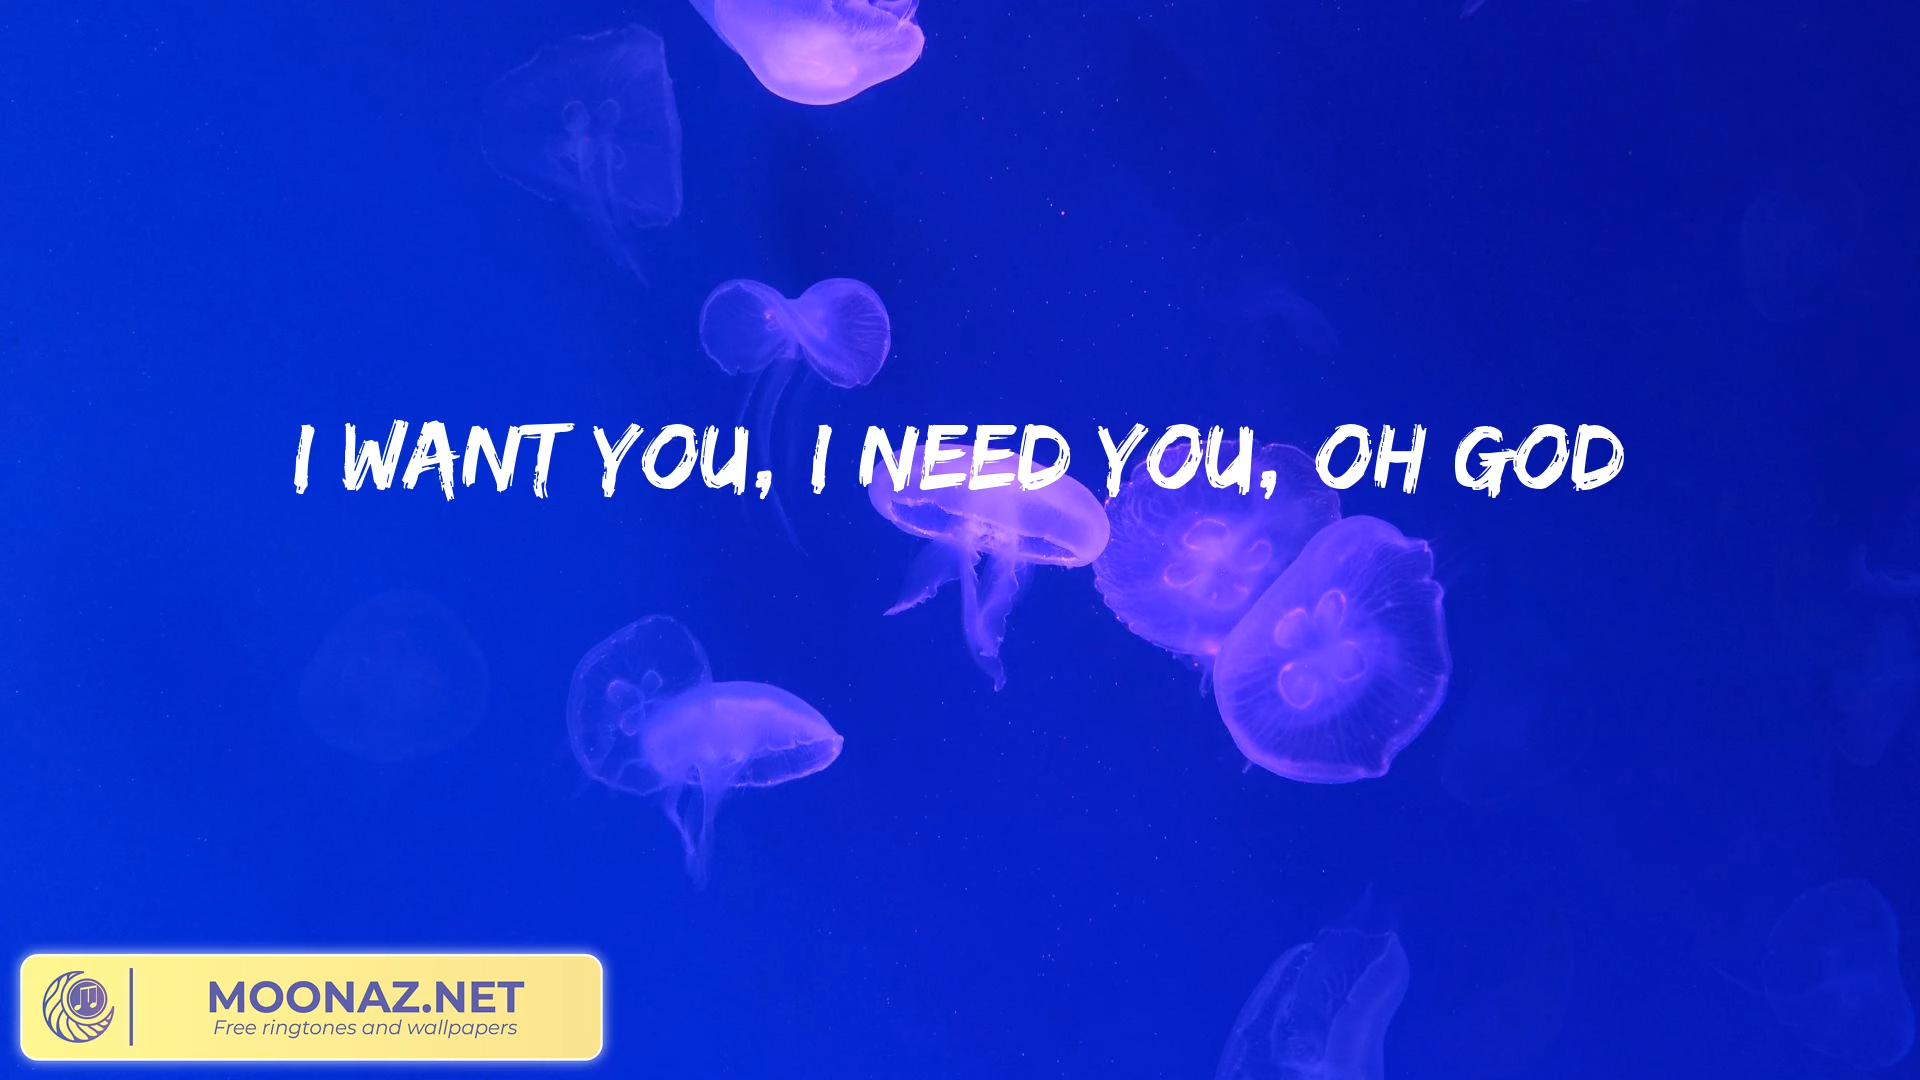 I WANT YOU, I NEED YOU, OH GOD
MOONAZ.NET
Free ringtones and wallpapers